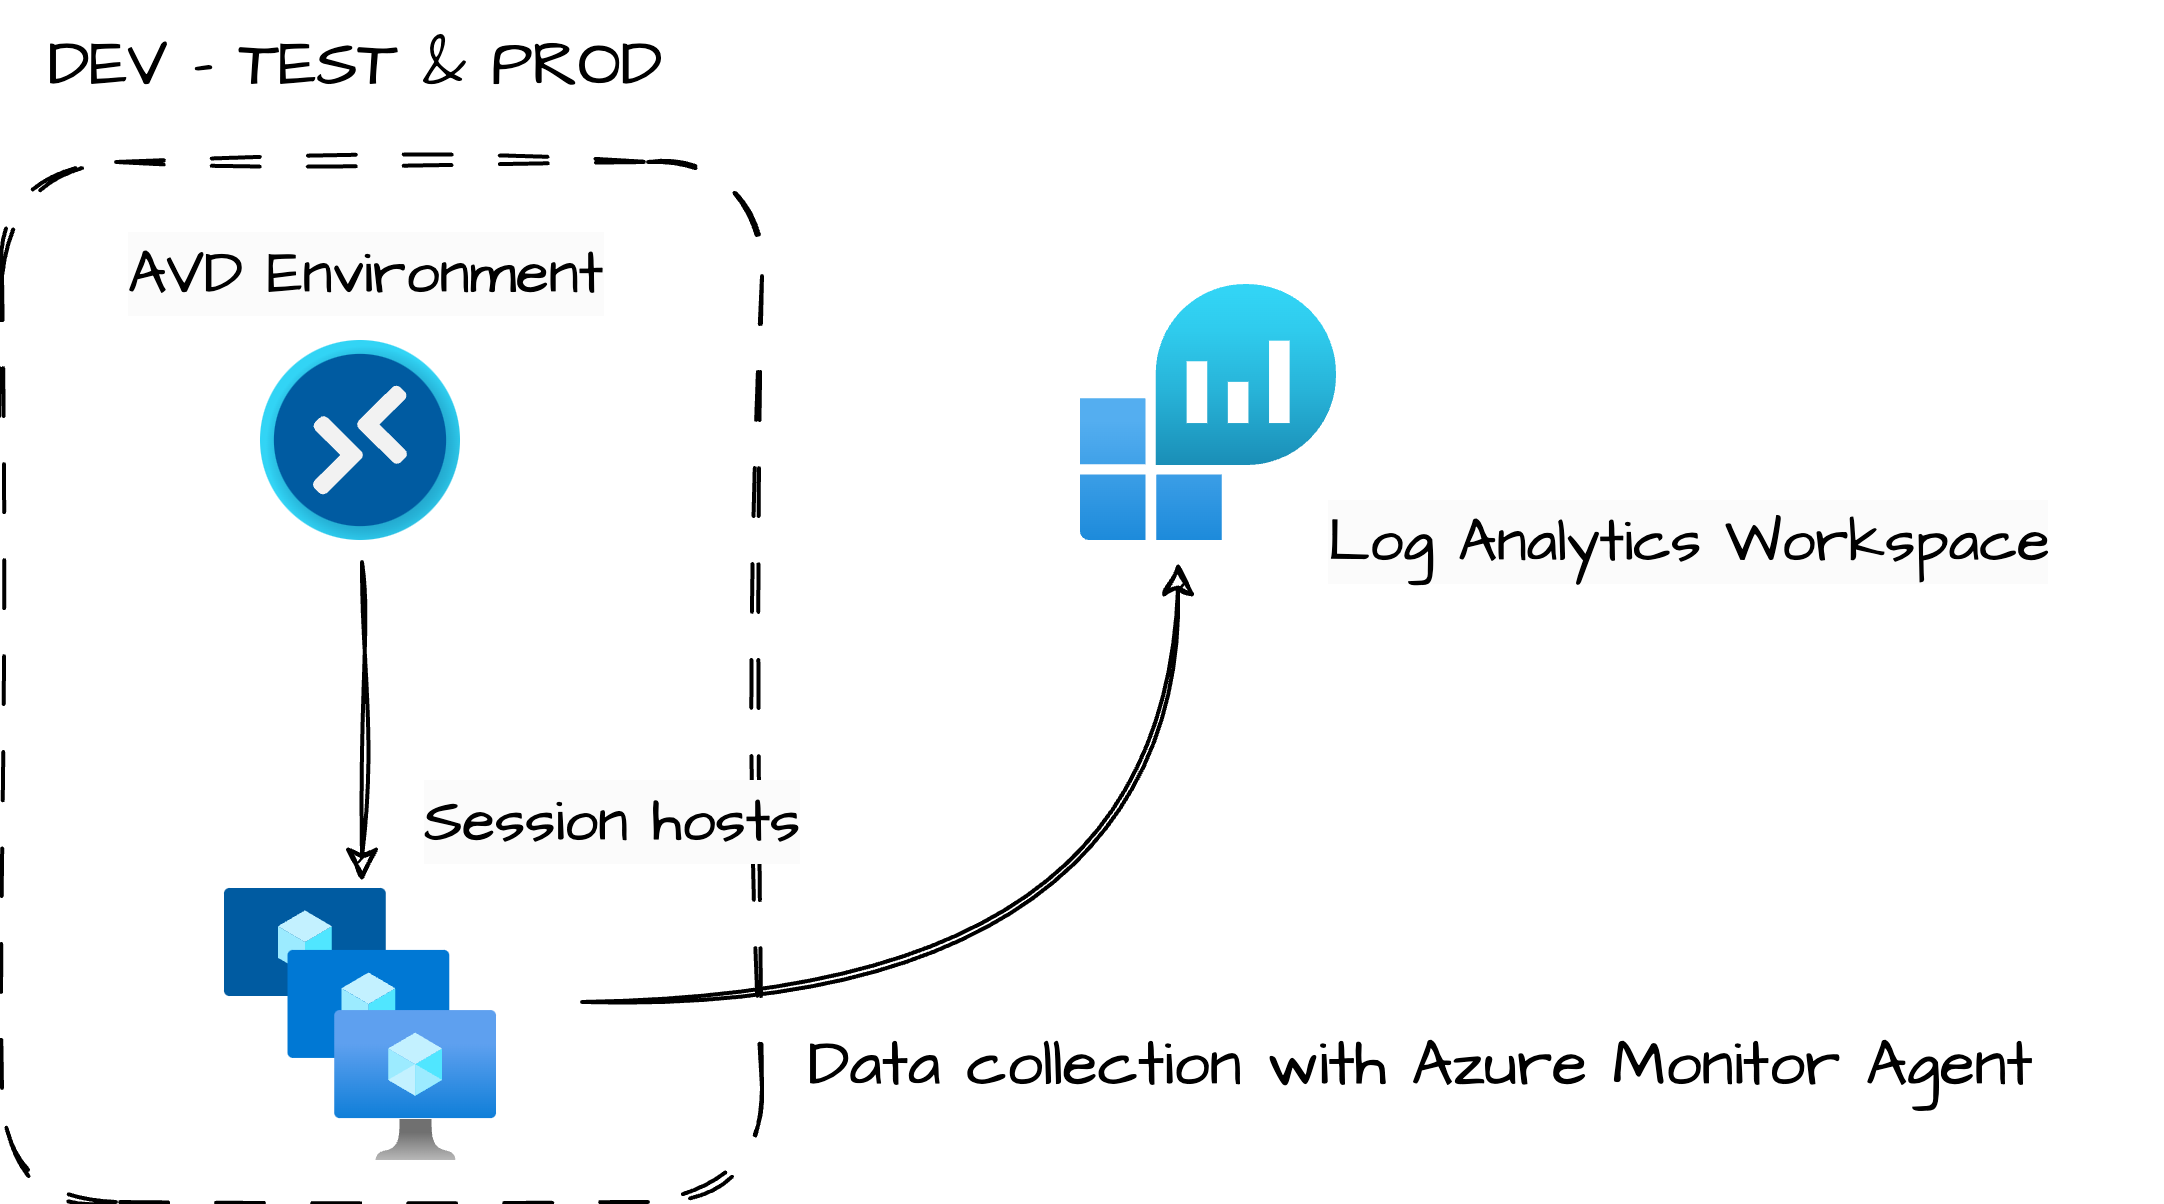 DEV - TEST & PROD
AVD Environment
Log Analytics Workspace
Session hosts
Data collection with Azure Monitor Agent